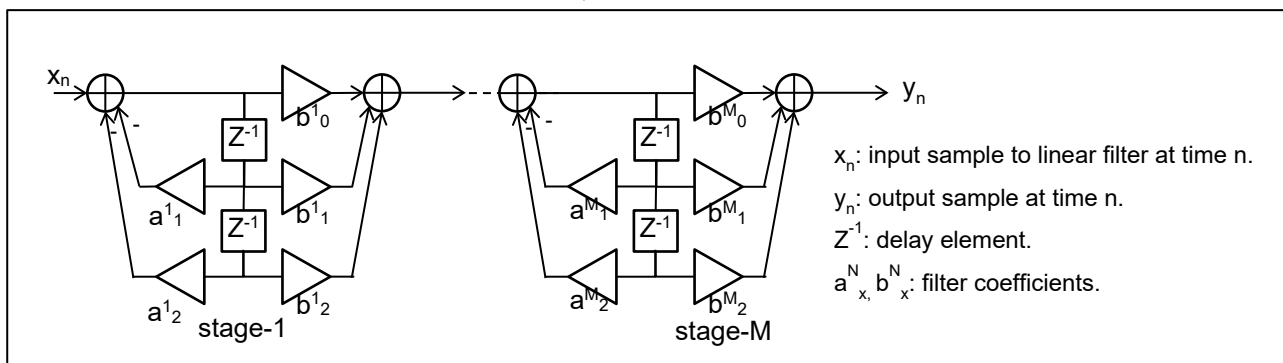 xₙ
b¹₀
Z⁻¹
a¹₁
b¹₁
Z⁻¹
a¹₂
b¹₂
stage-1
bᴹ₀
Z⁻¹
aᴹ₁
bᴹ₁
Z⁻¹
aᴹ₂
bᴹ₂
stage-M
yₙ
xₙ: input sample to linear filter at time n.
yₙ: output sample at time n.
Z⁻¹: delay element.
aᴺₓ, bᴺₓ: filter coefficients.